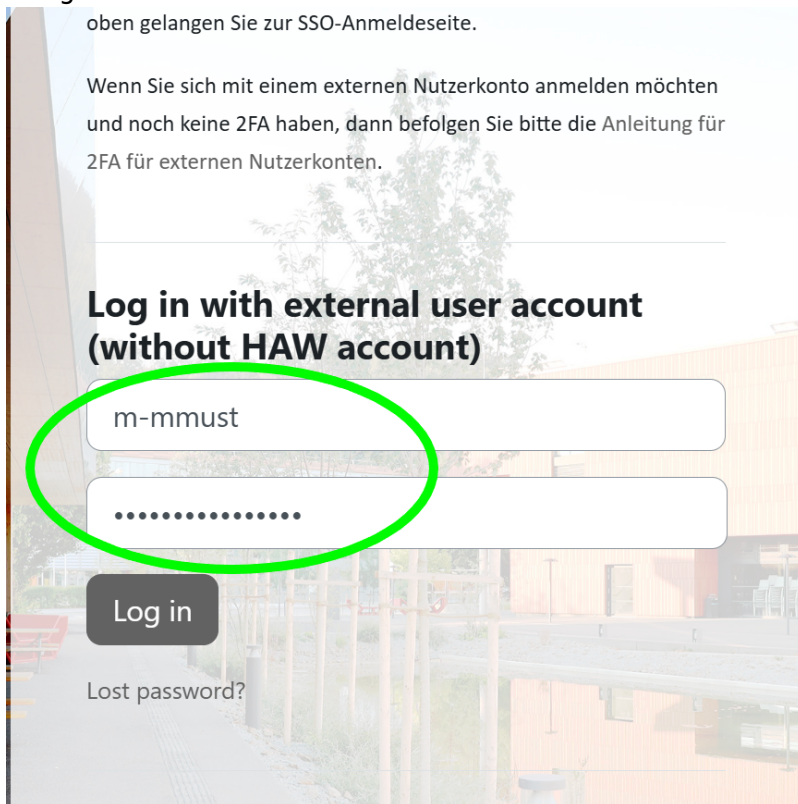 oben gelangen Sie zur SSO-Anmeldeseite.
Wenn Sie sich mit einem externen Nutzerkonto anmelden möchten
und noch keine 2FA haben, dann befolgen Sie bitte die Anleitung für
2FA für externen Nutzerkonten.
Log in with external user account
(without HAW account)
m-mmust
••••••••••••••••
Log in
Lost password?